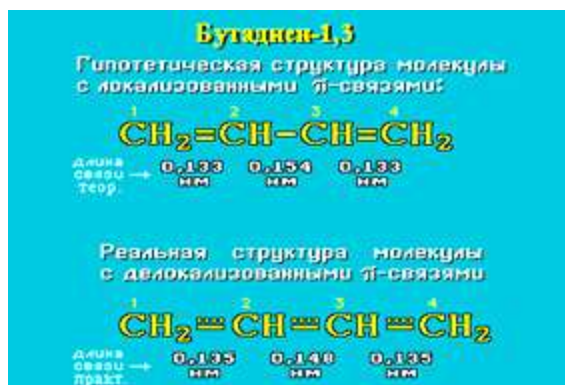 Бутадиен-1,3
Гипотетическая структура молекулы
с локализованными π-связями:
1 2 3 4
CH₂=CH−CH=CH₂
длина связи теор. → 0,133 нм 0,154 нм 0,133 нм
Реальная структура молекулы
с делокализованными π-связями
1 2 3 4
CH₂═CH═CH═CH₂
длина связи практ. → 0,135 нм 0,148 нм 0,135 нм